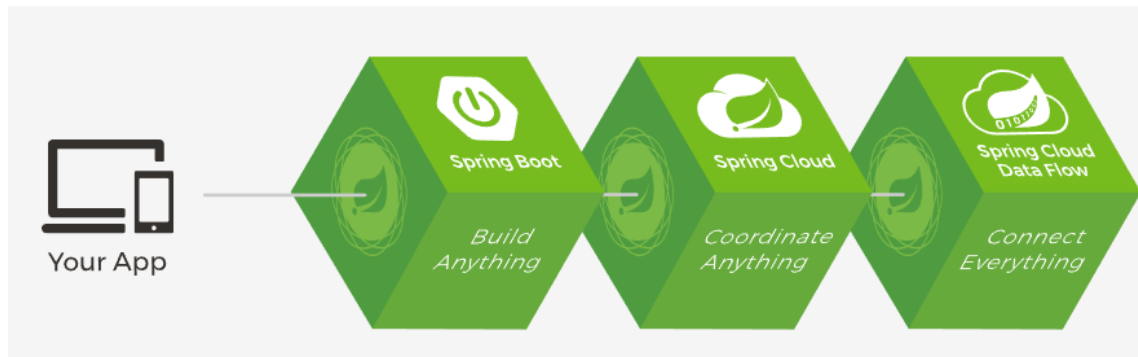 Your App
Spring Boot
Build
Anything
Spring Cloud
Coordinate
Anything
Spring Cloud
Data Flow
Connect
Everything